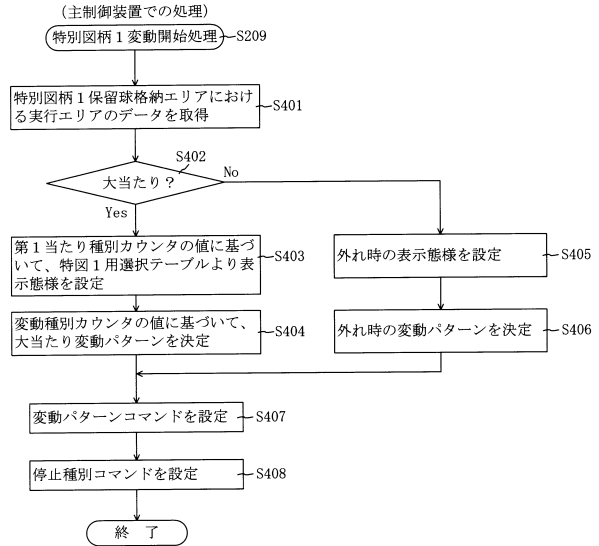 (主制御装置での処理)
特別図柄1変動開始処理
S209
特別図柄1保留球格納エリアにおけ
る実行エリアのデータを取得
S401
S402
大当たり?
No
Yes
第1当たり種別カウンタの値に基づ
いて、特図1用選択テーブルより表
示態様を設定
S403
外れ時の表示態様を設定
S405
変動種別カウンタの値に基づいて、
大当たり変動パターンを決定
S404
外れ時の変動パターンを決定
S406
変動パターンコマンドを設定
S407
停止種別コマンドを設定
S408
終 了